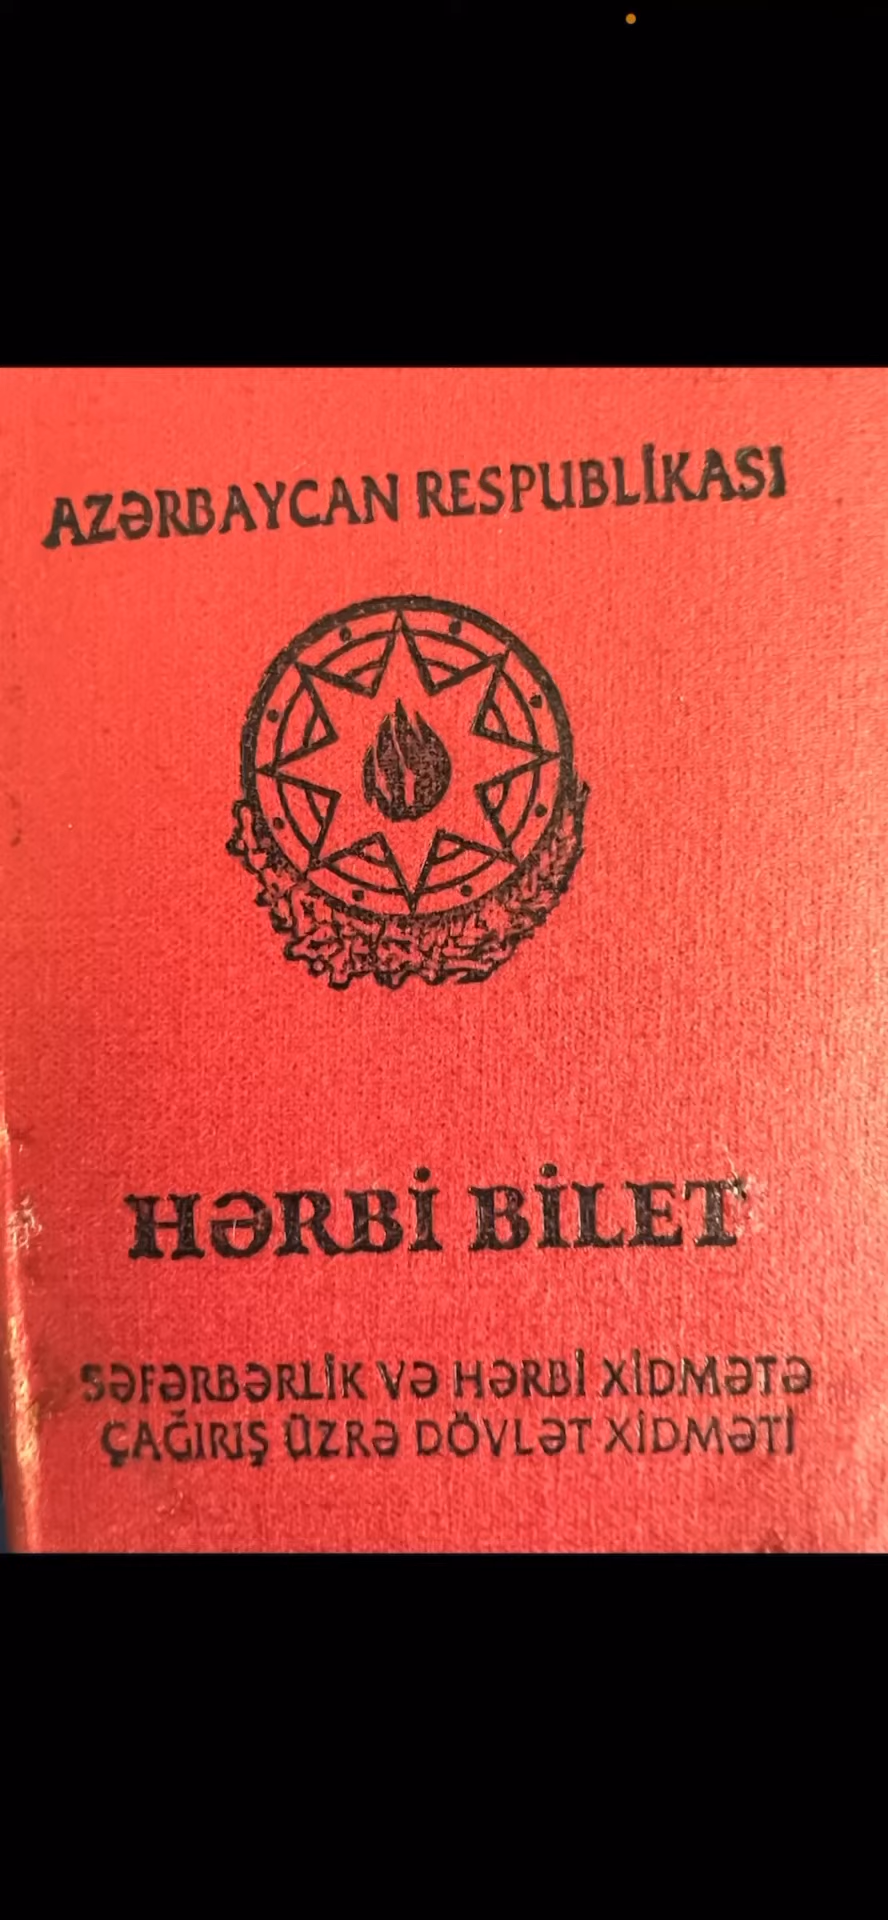 AZƏRBAYCAN RESPUBLİKASI
HƏRBİ BİLET
SƏFƏRBƏRLİK VƏ HƏRBİ XİDMƏTƏ
ÇAĞIRIŞ ÜZRƏ DÖVLƏT XİDMƏTİ